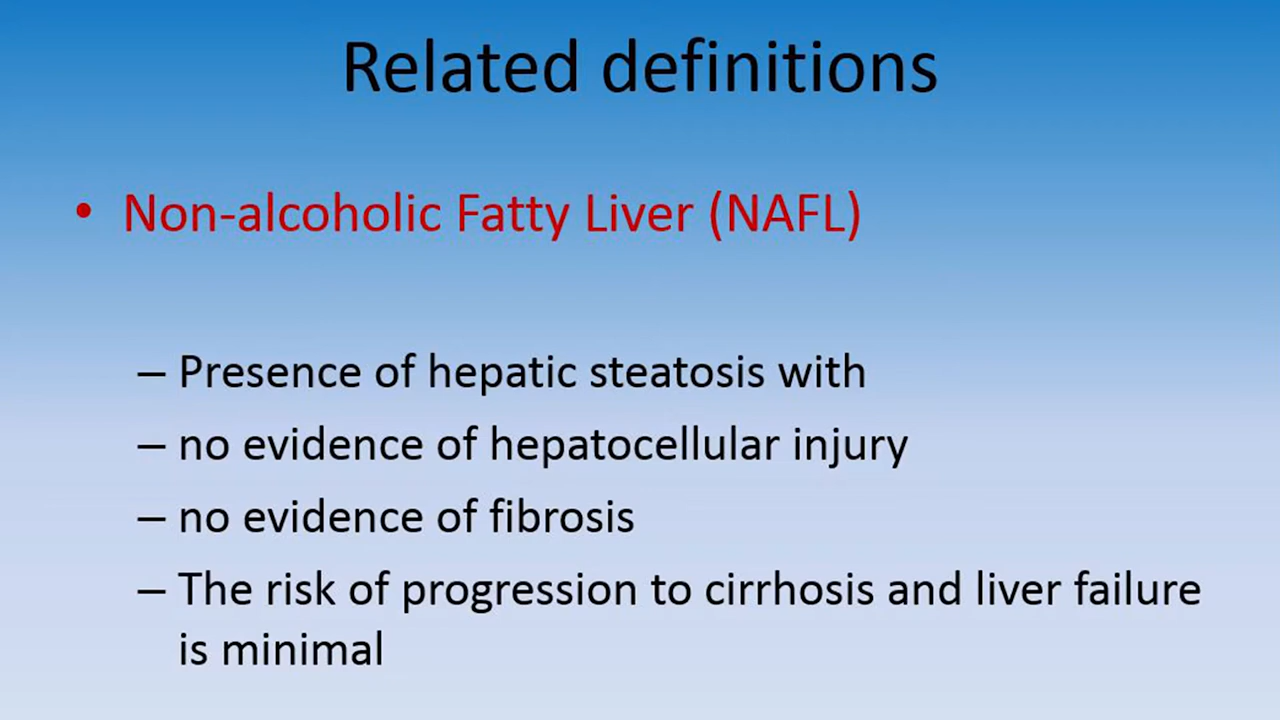 Related definitions
• Non-alcoholic Fatty Liver (NAFL)
– Presence of hepatic steatosis with
– no evidence of hepatocellular injury
– no evidence of fibrosis
– The risk of progression to cirrhosis and liver failure
is minimal